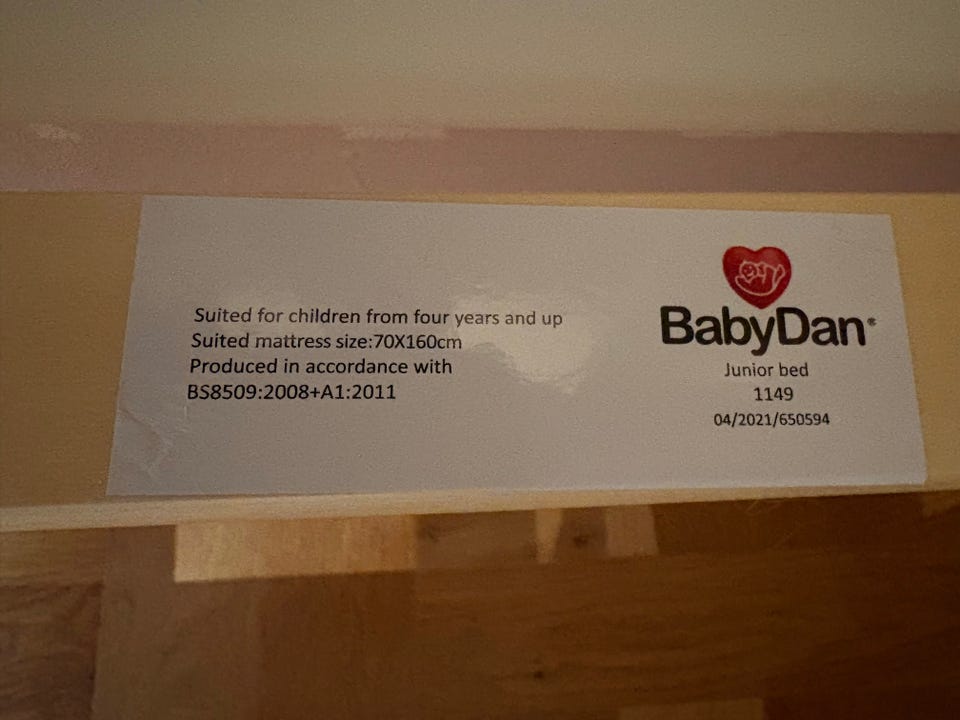 Suited for children from four years and up
Suited mattress size:70X160cm
Produced in accordance with
BS8509:2008+A1:2011
BabyDan®
Junior bed
1149
04/2021/650594